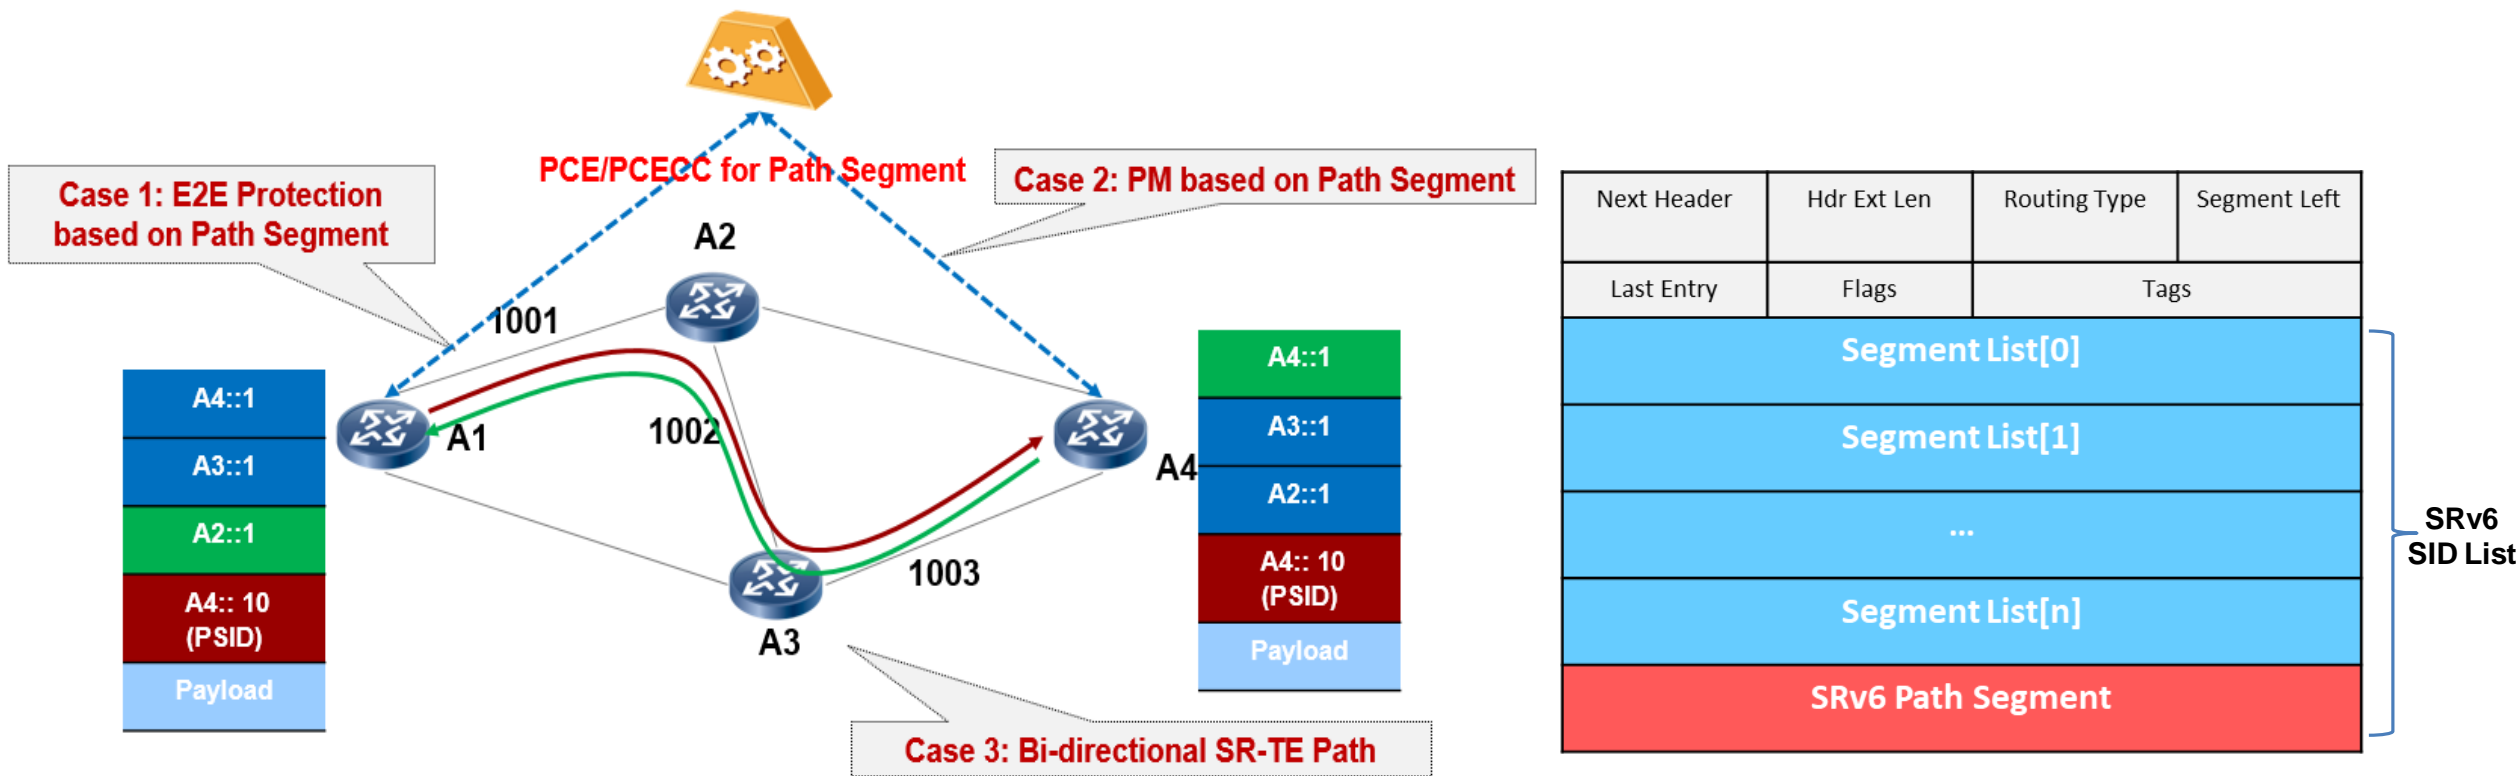 PCE/PCECC for Path Segment
Case 1: E2E Protection
based on Path Segment
Case 2: PM based on Path Segment
A2
1001
A1
1002
A4
1003
A3
Case 3: Bi-directional SR-TE Path
A4::1
A3::1
A2::1
A4:: 10
(PSID)
Payload
A4::1
A3::1
A2::1
A4:: 10
(PSID)
Payload
Next Header
Hdr Ext Len
Routing Type
Segment Left
Last Entry
Flags
Tags
Segment List[0]
Segment List[1]
...
Segment List[n]
SRv6 Path Segment
SRv6
SID List